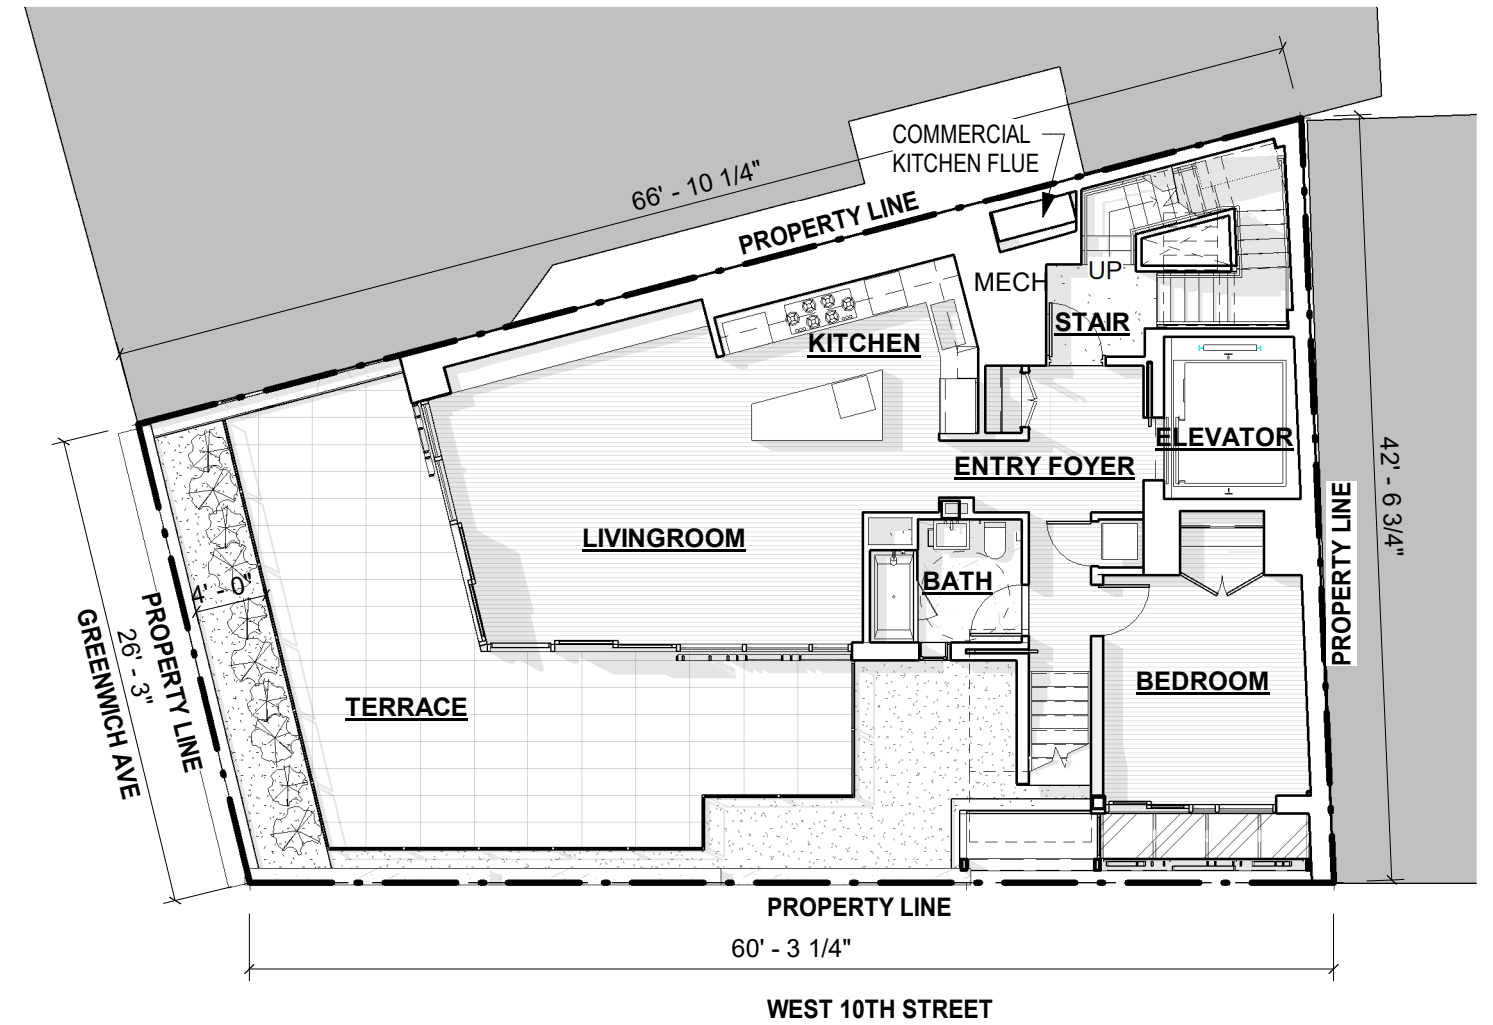 COMMERCIAL
KITCHEN FLUE
66' - 10 1/4"
PROPERTY LINE
MECH
UP
STAIR
KITCHEN
ELEVATOR
ENTRY FOYER
42' - 6 3/4"
PROPERTY LINE
LIVINGROOM
BATH
4' - 0"
PROPERTY LINE
26' - 3"
GREENWICH AVE
BEDROOM
TERRACE
PROPERTY LINE
60' - 3 1/4"
WEST 10TH STREET